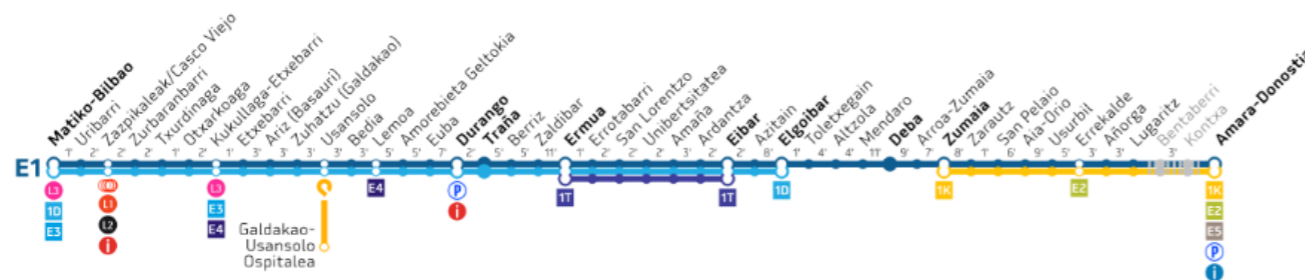 E1
Matiko-Bilbao
Uribarri
Zazpikaleak/Casco Viejo
Zurbaranbarri
Txurdinaga
Otxarkoaga
Kukullaga-Etxebarri
Etxebarri
Ariz (Basauri)
Zuhatzu (Galdakao)
Usansolo
Bedia
Lemoa
Amorebieta Geltokia
Euba
Durango
Traña
Berriz
Zaldibar
Ermua
Errotabarri
San Lorentzo
Unibertsitatea
Amaña
Ardantza
Eibar
Azitain
Elgoibar
Toletxegain
Altzola
Mendaro
Deba
Arroa-Zumaia
Zumaia
Zarautz
San Pelaio
Aia-Orio
Usurbil
Errekalde
Añorga
Lugaritz
Bentaberri
Kontxa
Amara-Donostia
L3 1D E3
L1 L2 i
L3 E3 E4
Galdakao-
Usansolo
Ospitalea
E4
P i
1T
1T
1D
1K
E2
1K E2 E5 P i